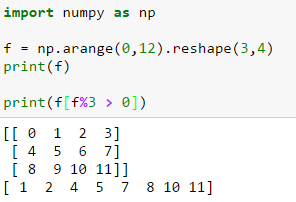 import numpy as np
f = np.arange(0,12).reshape(3,4)
print(f)
print(f[f%3 > 0])
[[ 0  1  2  3]
 [ 4  5  6  7]
 [ 8  9 10 11]]
[ 1  2  4  5  7  8 10 11]